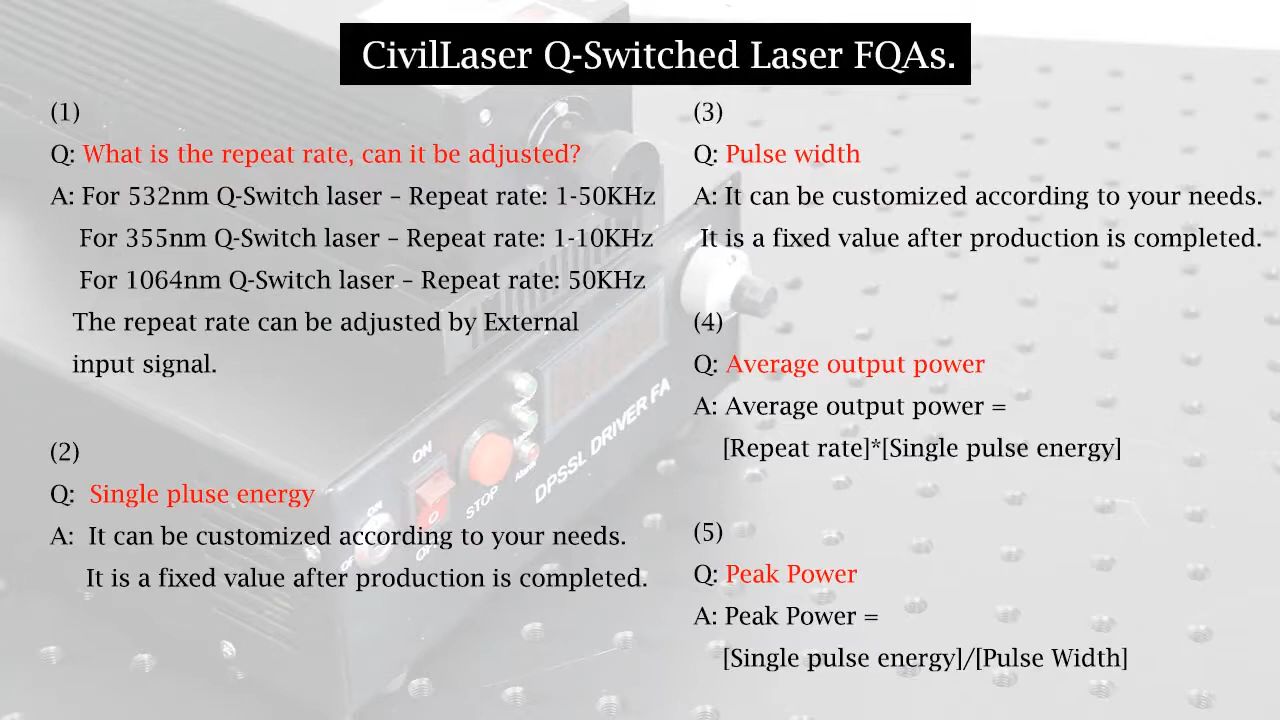 CivilLaser Q-Switched Laser FQAs.
(1)
Q: What is the repeat rate, can it be adjusted?
A: For 532nm Q-Switch laser – Repeat rate: 1-50KHz
For 355nm Q-Switch laser – Repeat rate: 1-10KHz
For 1064nm Q-Switch laser – Repeat rate: 50KHz
The repeat rate can be adjusted by External
input signal.
(2)
Q: Single pluse energy
A: It can be customized according to your needs.
It is a fixed value after production is completed.
(3)
Q: Pulse width
A: It can be customized according to your needs.
It is a fixed value after production is completed.
(4)
Q: Average output power
A: Average output power =
[Repeat rate]*[Single pulse energy]
(5)
Q: Peak Power
A: Peak Power =
[Single pulse energy]/[Pulse Width]
ON
STOP
DPSSL DRIVER FA
ON